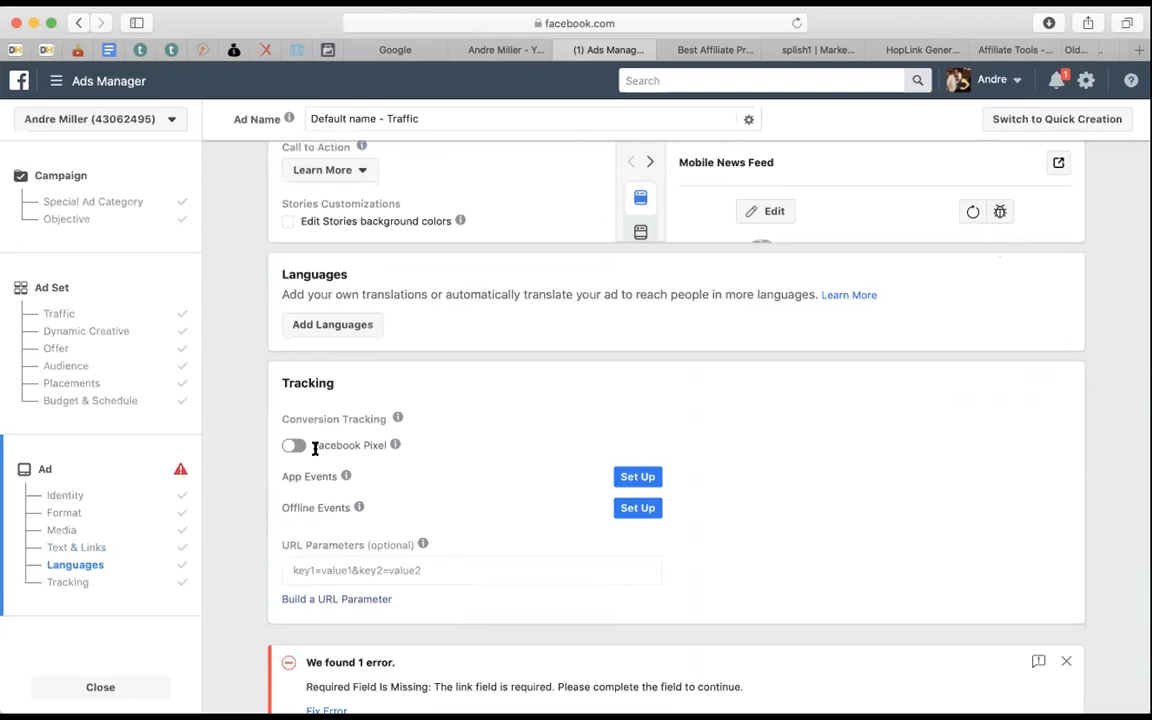 facebook.com
Google
Andre Miller - Y...
(1) Ads Manag...
Best Affiliate Pr...
splish1 | Marke...
HopLink Gener...
Affiliate Tools -...
Old...
Ads Manager
Search
Andre
1
Andre Miller (43062495)
Ad Name
Default name - Traffic
Switch to Quick Creation
Campaign
Special Ad Category
Objective
Ad Set
Traffic
Dynamic Creative
Offer
Audience
Placements
Budget & Schedule
Ad
Identity
Format
Media
Text & Links
Languages
Tracking
Close
Call to Action
Learn More
Stories Customizations
Edit Stories background colors
Mobile News Feed
Edit
Languages
Add your own translations or automatically translate your ad to reach people in more languages. Learn More
Add Languages
Tracking
Conversion Tracking
acebook Pixel
App Events
Set Up
Offline Events
Set Up
URL Parameters (optional)
key1=value1&key2=value2
Build a URL Parameter
We found 1 error.
Required Field Is Missing: The link field is required. Please complete the field to continue.
Fix Error